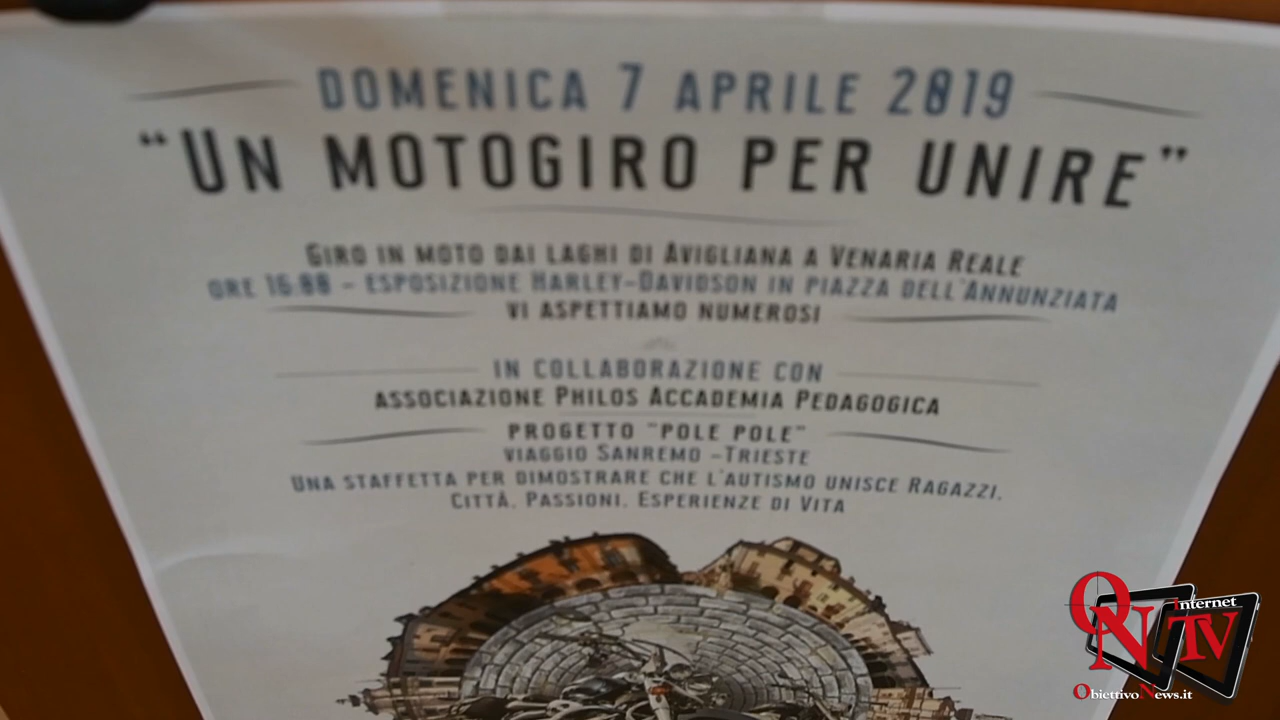 DOMENICA 7 APRILE 2019
"UN MOTOGIRO PER UNIRE"
GIRO IN MOTO DAI LAGHI DI AVIGLIANA A VENARIA REALE
ORE 16:00 - ESPOSIZIONE HARLEY-DAVIDSON IN PIAZZA DELL'ANNUNZIATA
VI ASPETTIAMO NUMEROSI
IN COLLABORAZIONE CON
ASSOCIAZIONE PHILOS ACCADEMIA PEDAGOGICA
PROGETTO "POLE POLE"
VIAGGIO SANREMO -TRIESTE
UNA STAFFETTA PER DIMOSTRARE CHE L'AUTISMO UNISCE RAGAZZI,
CITTÀ, PASSIONI, ESPERIENZE DI VITA
ON Internet TV
ObiettivoNews.it